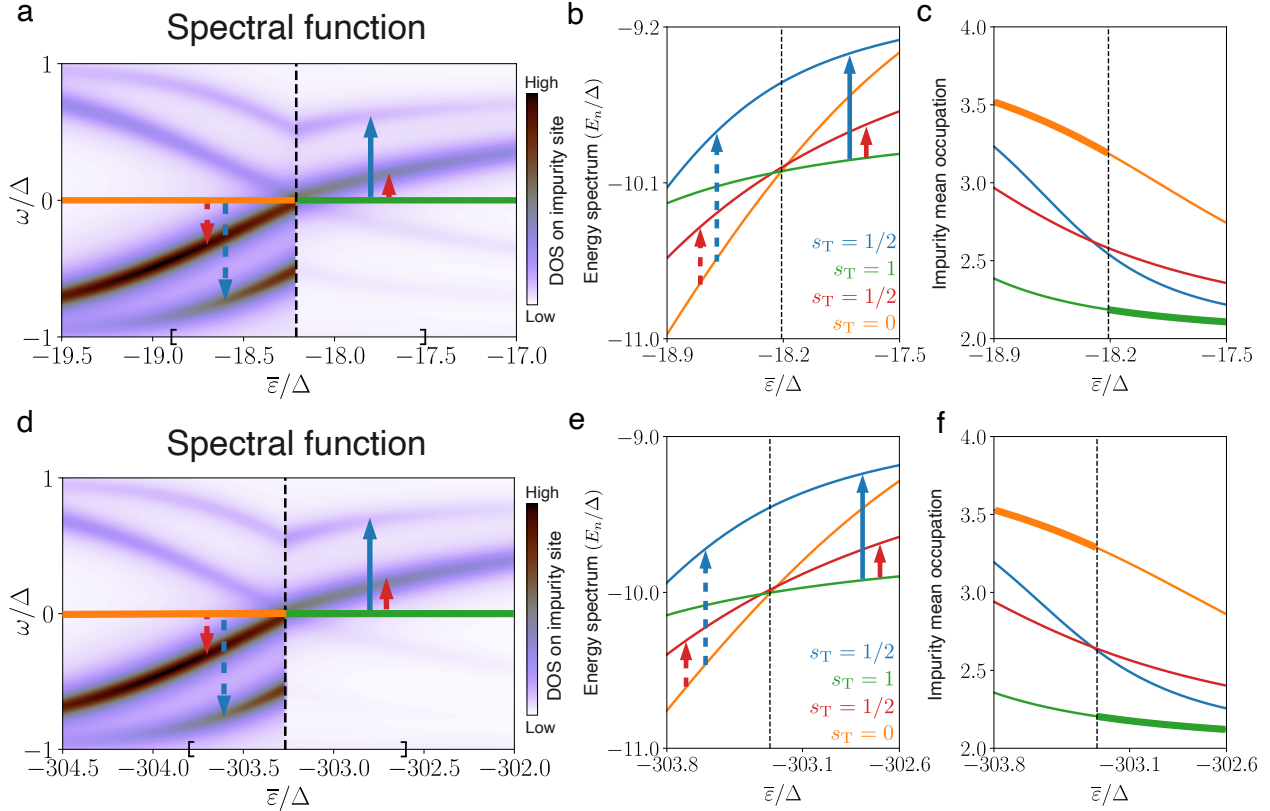 a
Spectral function
1
0
−1
ω/Δ
−19.5
−19.0
−18.5
−18.0
−17.5
−17.0
ε̅/Δ
High
Low
DOS on impurity site
b
−9.2
−10.1
−11.0
Energy spectrum (Eₙ/Δ)
s_T = 1/2
s_T = 1
s_T = 1/2
s_T = 0
−18.9
−18.2
−17.5
ε̅/Δ
c
4.0
3.5
3.0
2.5
2.0
Impurity mean occupation
−18.9
−18.2
−17.5
ε̅/Δ
d
Spectral function
1
0
−1
ω/Δ
−304.5
−304.0
−303.5
−303.0
−302.5
−302.0
ε̅/Δ
High
Low
DOS on impurity site
e
−9.0
−10.0
−11.0
Energy spectrum (Eₙ/Δ)
s_T = 1/2
s_T = 1
s_T = 1/2
s_T = 0
−303.8
−303.1
−302.6
ε̅/Δ
f
4.0
3.5
3.0
2.5
2.0
Impurity mean occupation
−303.8
−303.1
−302.6
ε̅/Δ